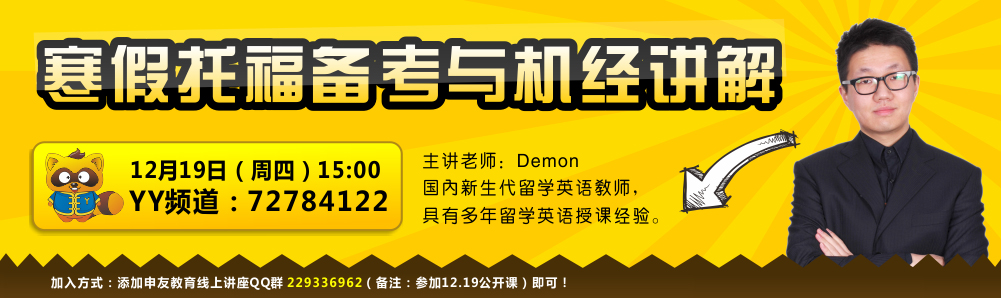 寒假托福备考与机经讲解
12月19日（周四）15:00
YY频道：72784122
主讲老师：Demon
国内新生代留学英语教师，
具有多年留学英语授课经验。
加入方式：添加申友教育线上讲座QQ群 229336962（备注：参加12.19公开课）即可！